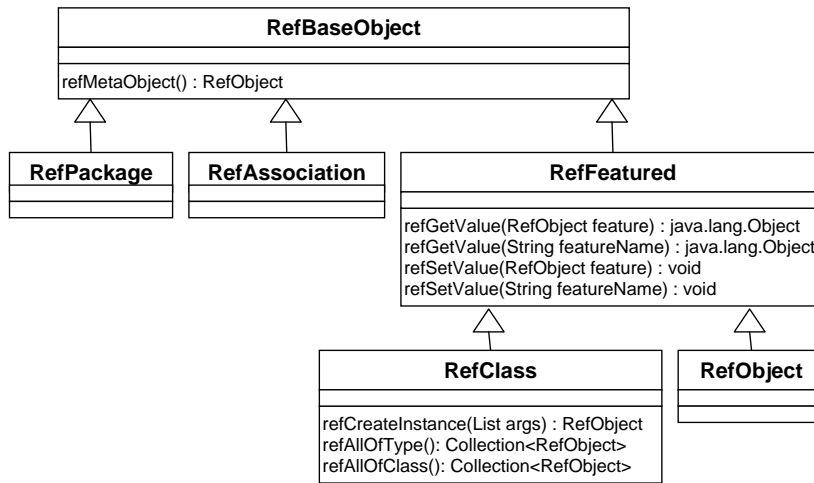 RefBaseObject
refMetaObject() : RefObject
RefPackage
RefAssociation
RefFeatured
refGetValue(RefObject feature) : java.lang.Object
refGetValue(String featureName) : java.lang.Object
refSetValue(RefObject feature) : void
refSetValue(String featureName) : void
RefClass
refCreateInstance(List args) : RefObject
refAllOfType(): Collection<RefObject>
refAllOfClass(): Collection<RefObject>
RefObject